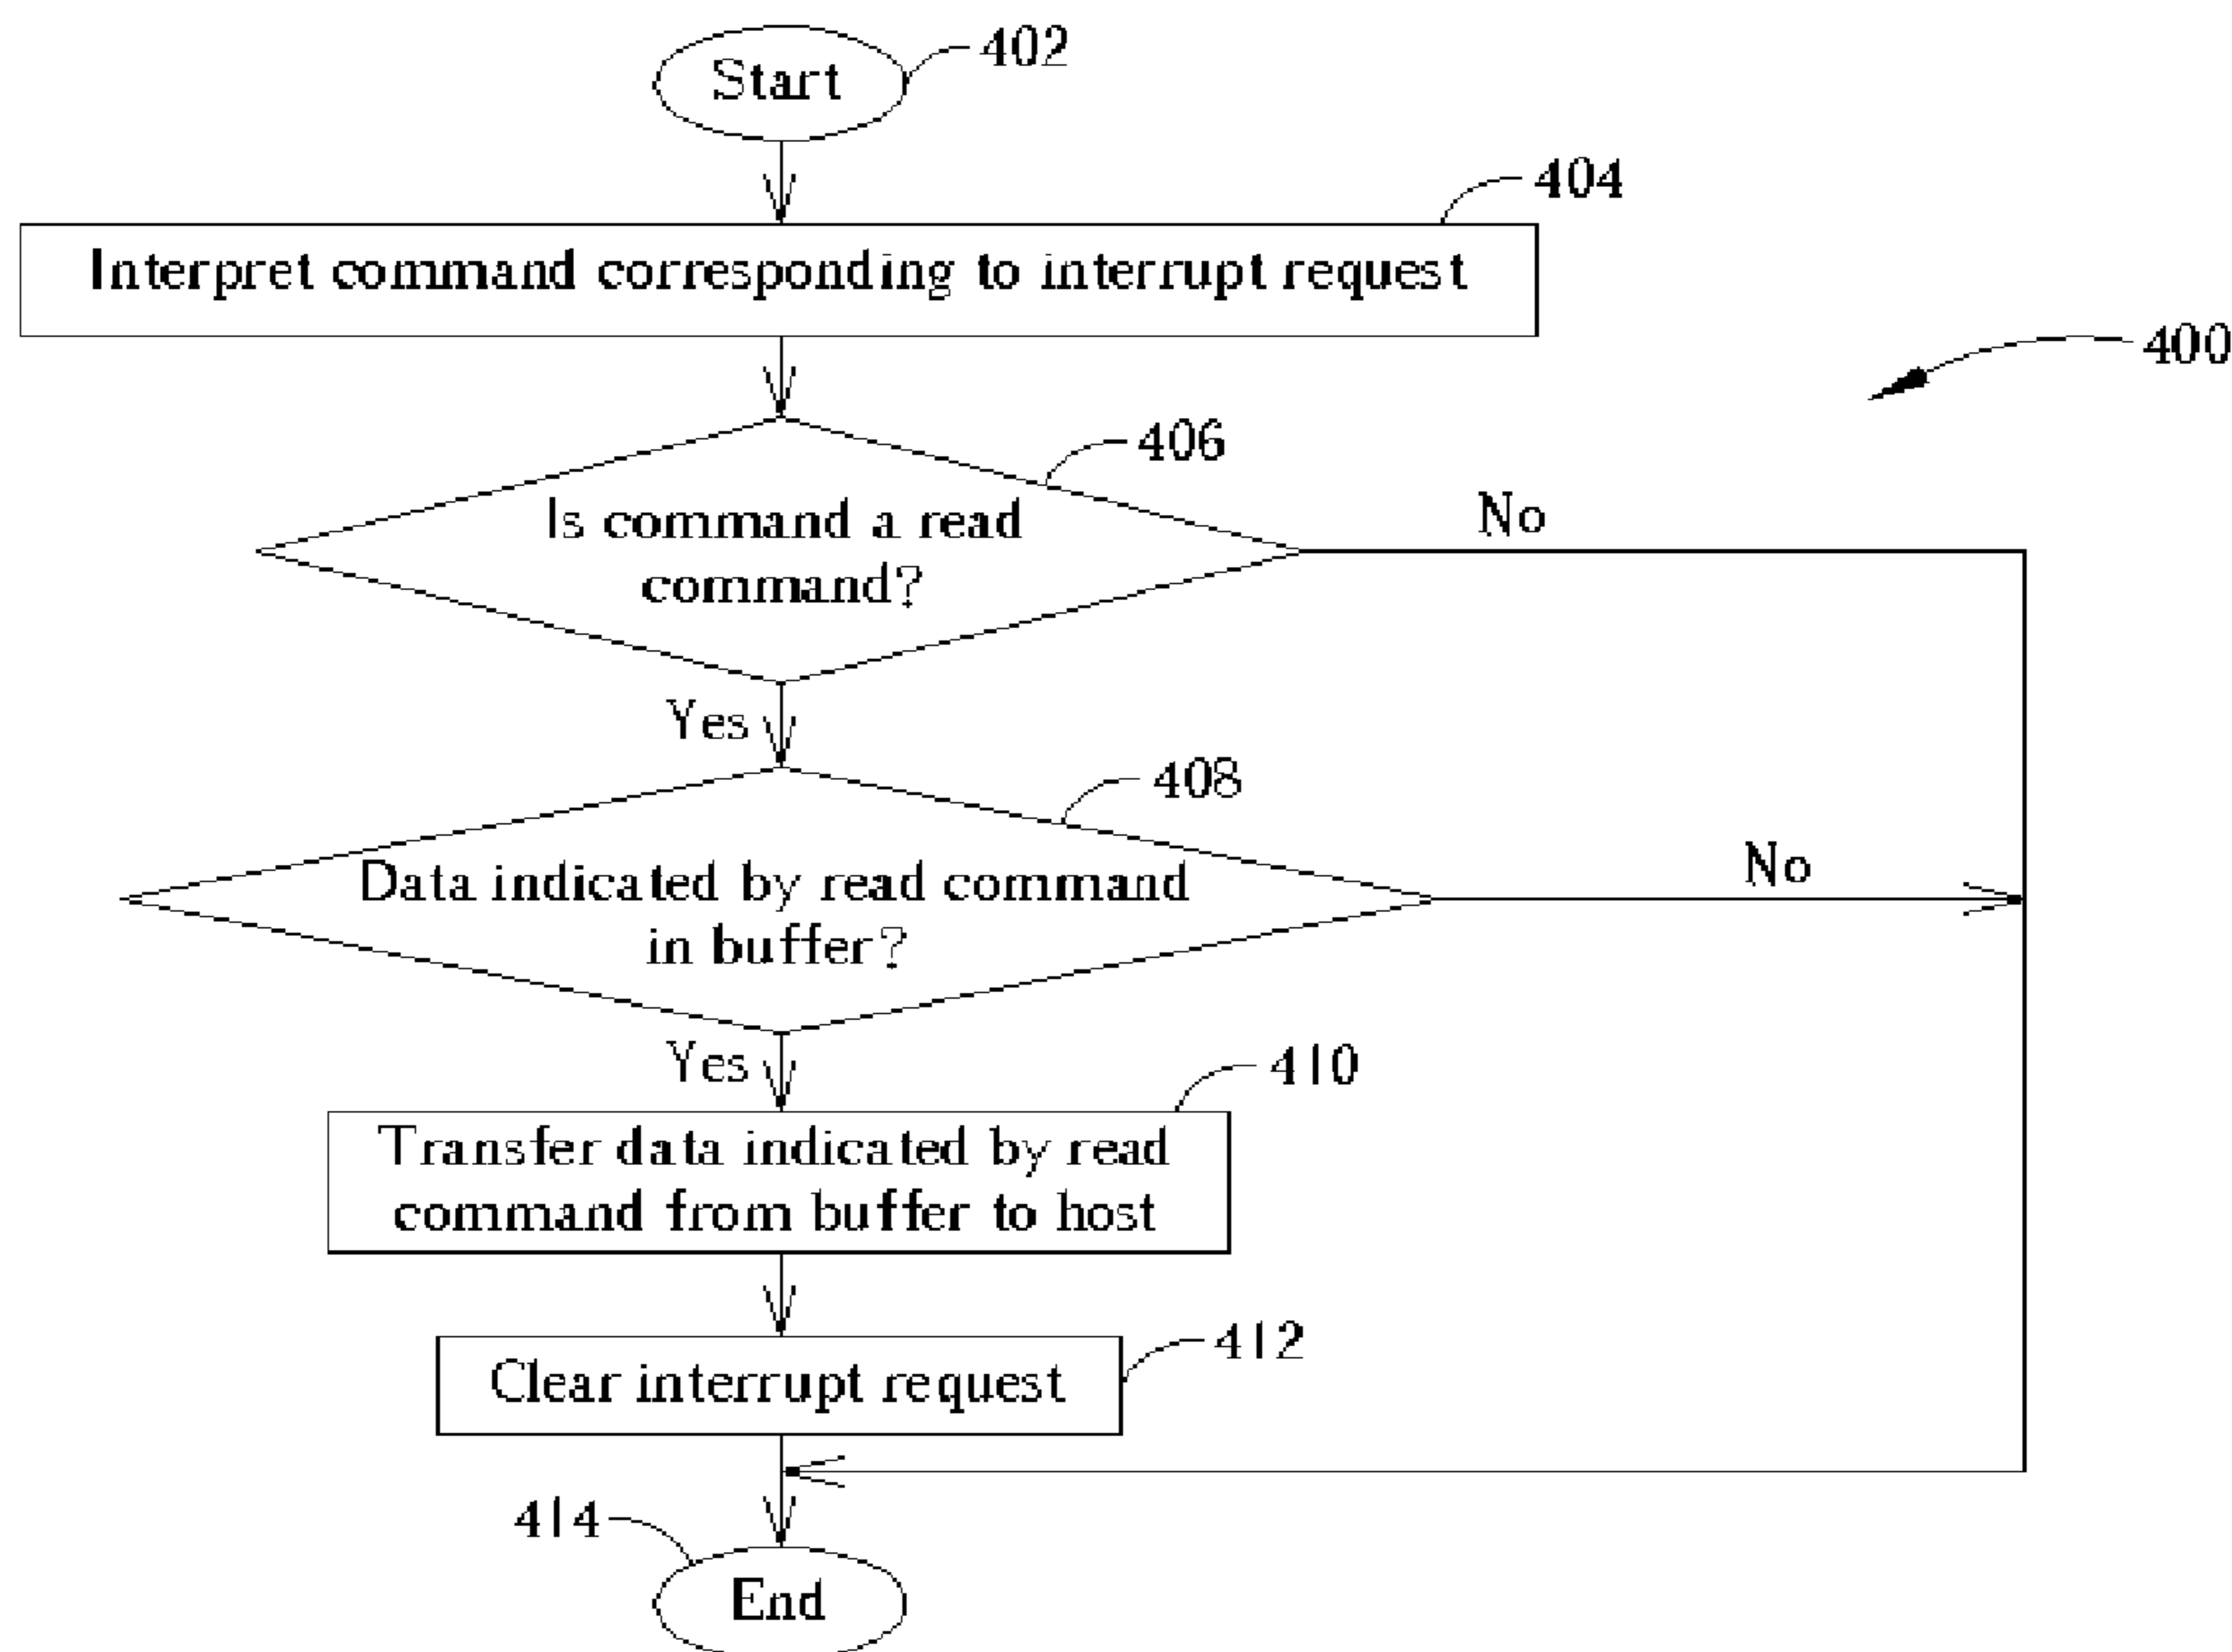 Start
402
404
Interpret command corresponding to interrupt request
400
406
Is command a read
command?
No
Yes
408
Data indicated by read command
in buffer?
No
Yes
410
Transfer data indicated by read
command from buffer to host
412
Clear interrupt request
414
End